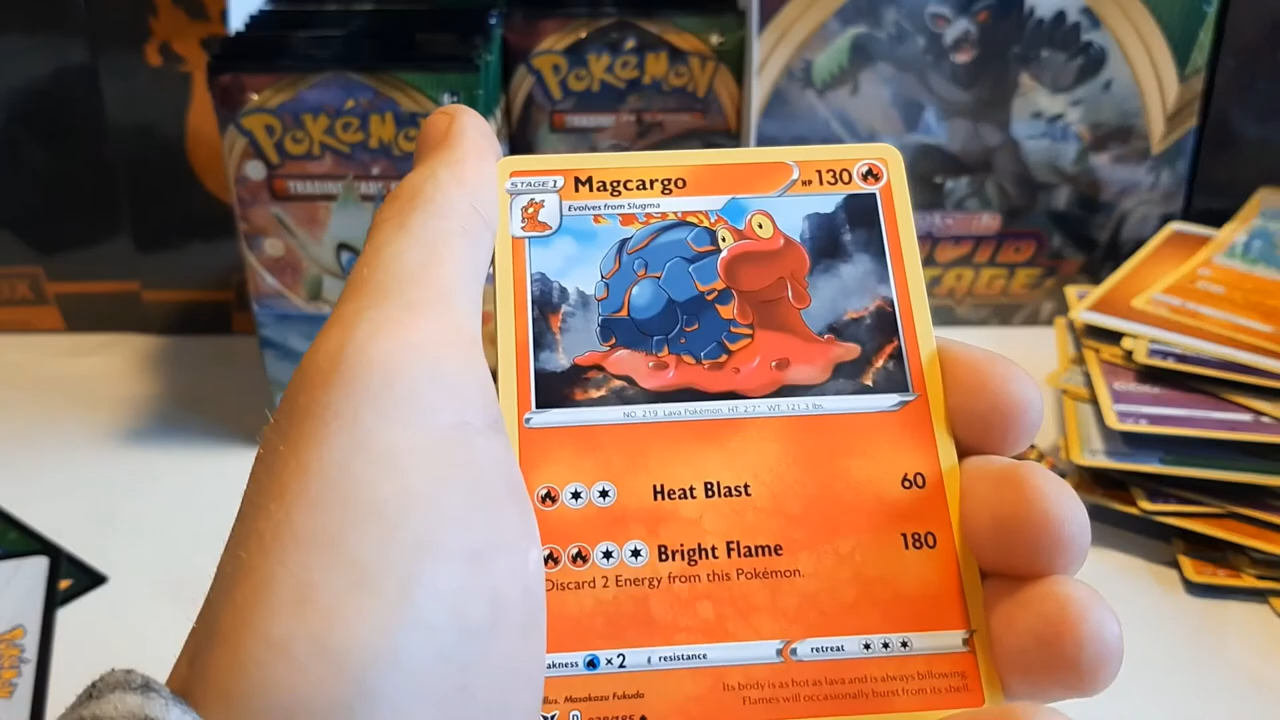 POKéMON
POKéMON
STAGE 1
Magcargo
HP 130
Evolves from Slugma
NO. 219 Lava Pokémon HT. 2'7" WT. 121.3 lbs.
Heat Blast 60
Bright Flame 180
Discard 2 Energy from this Pokémon.
×2
resistance
retreat
Illus. Masakazu Fukuda
Its body is as hot as lava and is always billowing.
Flames will occasionally burst from its shell.